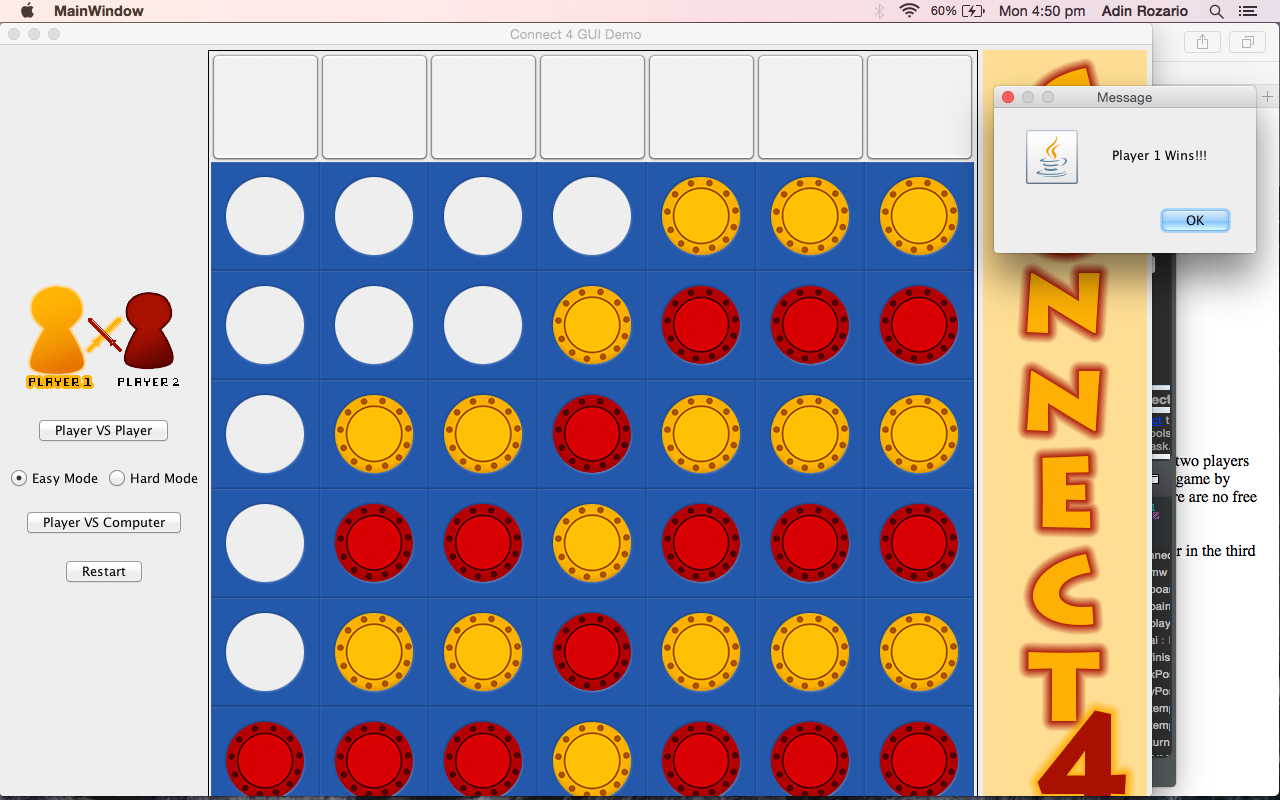 MainWindow
60%
Mon 4:50 pm
Adin Rozario
Connect 4 GUI Demo
Message
Player 1 Wins!!!
OK
PLAYER 1
PLAYER 2
Player VS Player
Easy Mode
Hard Mode
Player VS Computer
Restart
NNECT
4
two players
game by
re are no free
r in the third